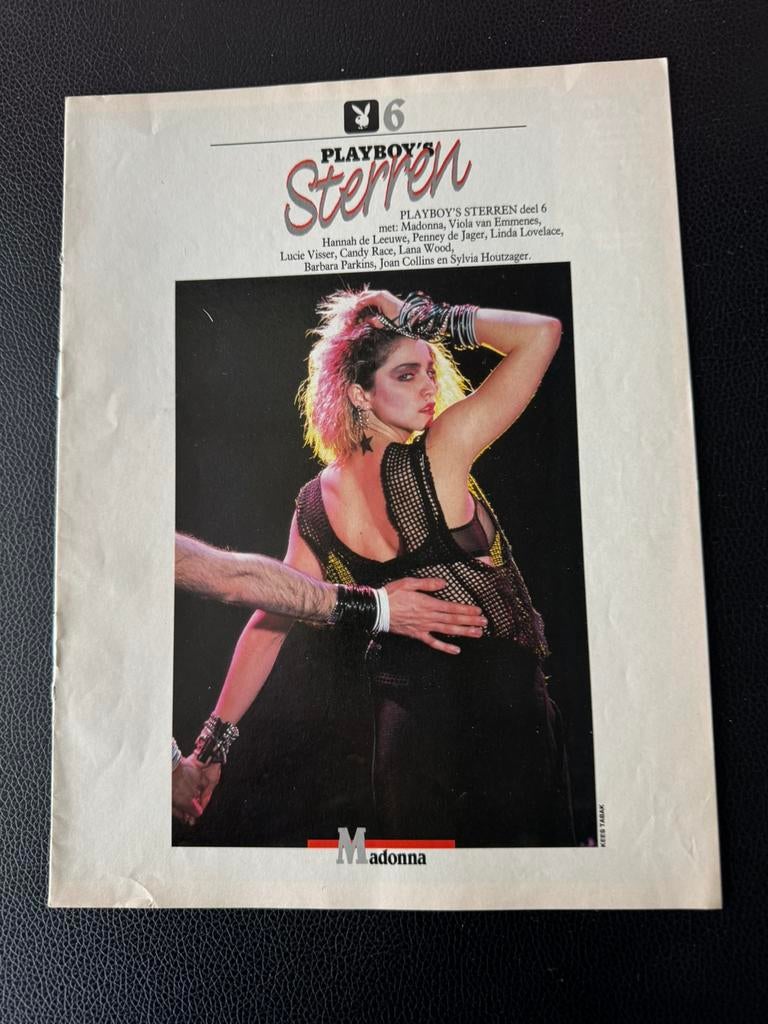 6
PLAYBOY'S
Sterren
PLAYBOY'S STERREN deel 6
met: Madonna, Viola van Emmenes,
Hannah de Leeuwe, Penney de Jager, Linda Lovelace,
Lucie Visser, Candy Race, Lana Wood,
Barbara Parkins, Joan Collins en Sylvia Houtzager.
KEES TABAK
Madonna